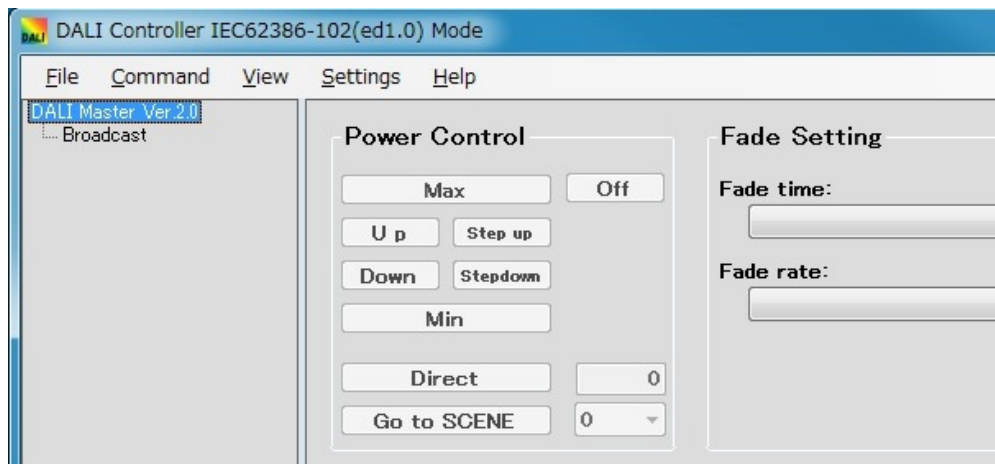 DALI Controller IEC62386-102(ed1.0) Mode
File Command View Settings Help
DALI Master Ver.2.0
Broadcast
Power Control
Max Off
Up Step up
Down Stepdown
Min
Direct 0
Go to SCENE 0
Fade Setting
Fade time:
Fade rate:
DALI